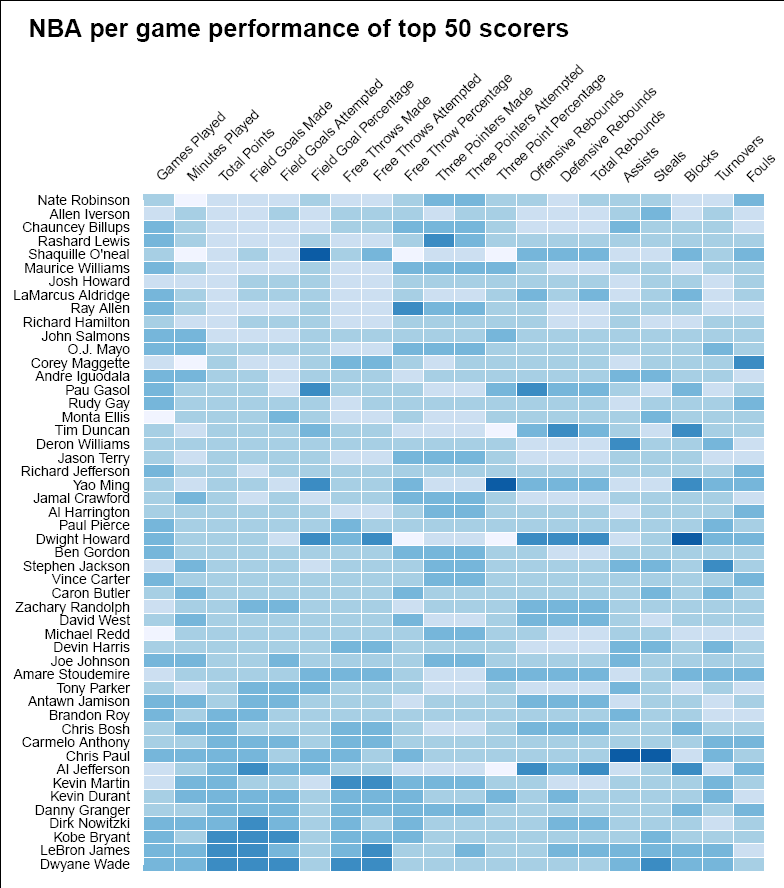 NBA per game performance of top 50 scorers
Games Played
Minutes Played
Total Points
Field Goals Made
Field Goals Attempted
Field Goal Percentage
Free Throws Made
Free Throws Attempted
Free Throw Percentage
Three Pointers Made
Three Pointers Attempted
Three Point Percentage
Offensive Rebounds
Defensive Rebounds
Total Rebounds
Assists
Steals
Blocks
Turnovers
Fouls
Nate Robinson
Allen Iverson
Chauncey Billups
Rashard Lewis
Shaquille O'neal
Maurice Williams
Josh Howard
LaMarcus Aldridge
Ray Allen
Richard Hamilton
John Salmons
O.J. Mayo
Corey Maggette
Andre Iguodala
Pau Gasol
Rudy Gay
Monta Ellis
Tim Duncan
Deron Williams
Jason Terry
Richard Jefferson
Yao Ming
Jamal Crawford
Al Harrington
Paul Pierce
Dwight Howard
Ben Gordon
Stephen Jackson
Vince Carter
Caron Butler
Zachary Randolph
David West
Michael Redd
Devin Harris
Joe Johnson
Amare Stoudemire
Tony Parker
Antawn Jamison
Brandon Roy
Chris Bosh
Carmelo Anthony
Chris Paul
Al Jefferson
Kevin Martin
Kevin Durant
Danny Granger
Dirk Nowitzki
Kobe Bryant
LeBron James
Dwyane Wade